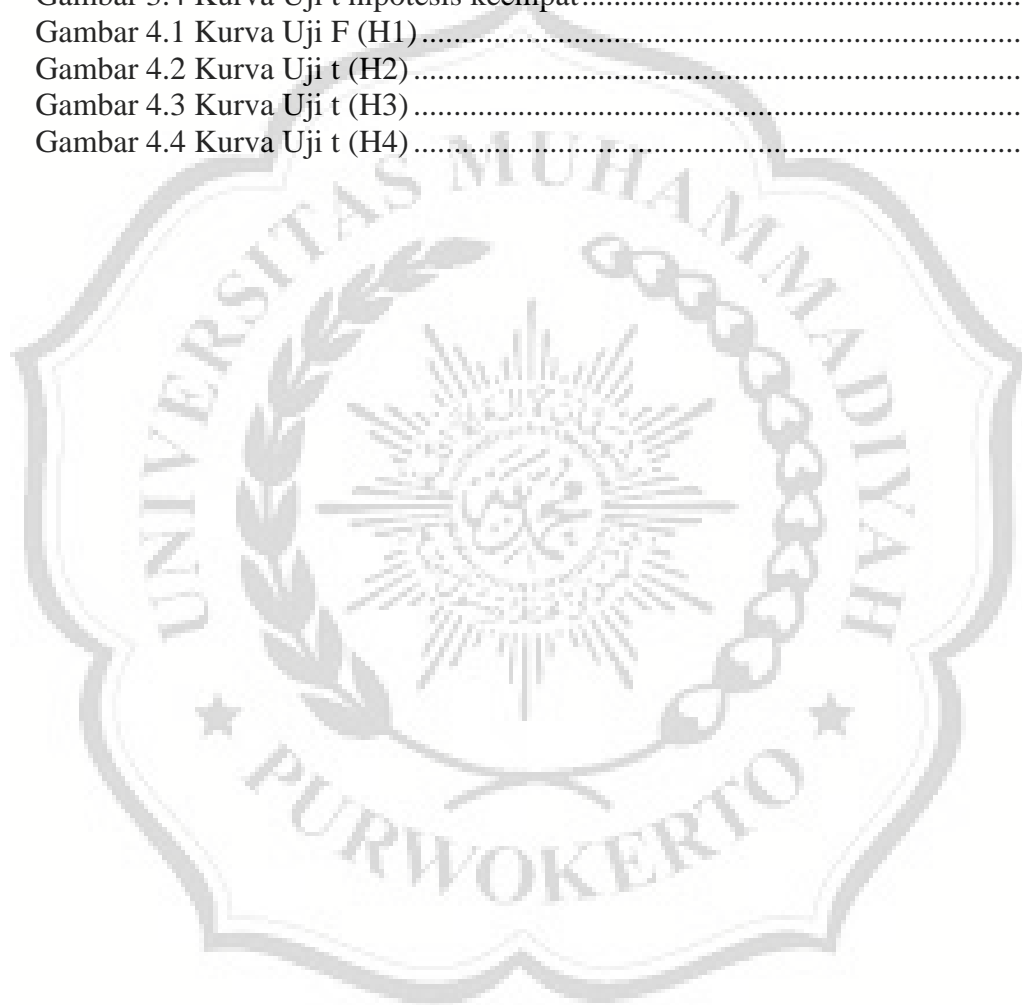 Gambar 3.4 Kurva Uji t hipotesis keempat....................................................
Gambar 4.1 Kurva Uji F (H1)........................................................................
Gambar 4.2 Kurva Uji t (H2).........................................................................
Gambar 4.3 Kurva Uji t (H3).........................................................................
Gambar 4.4 Kurva Uji t (H4).........................................................................
UNIVERSITAS MUHAMMADIYAH
PURWOKERTO